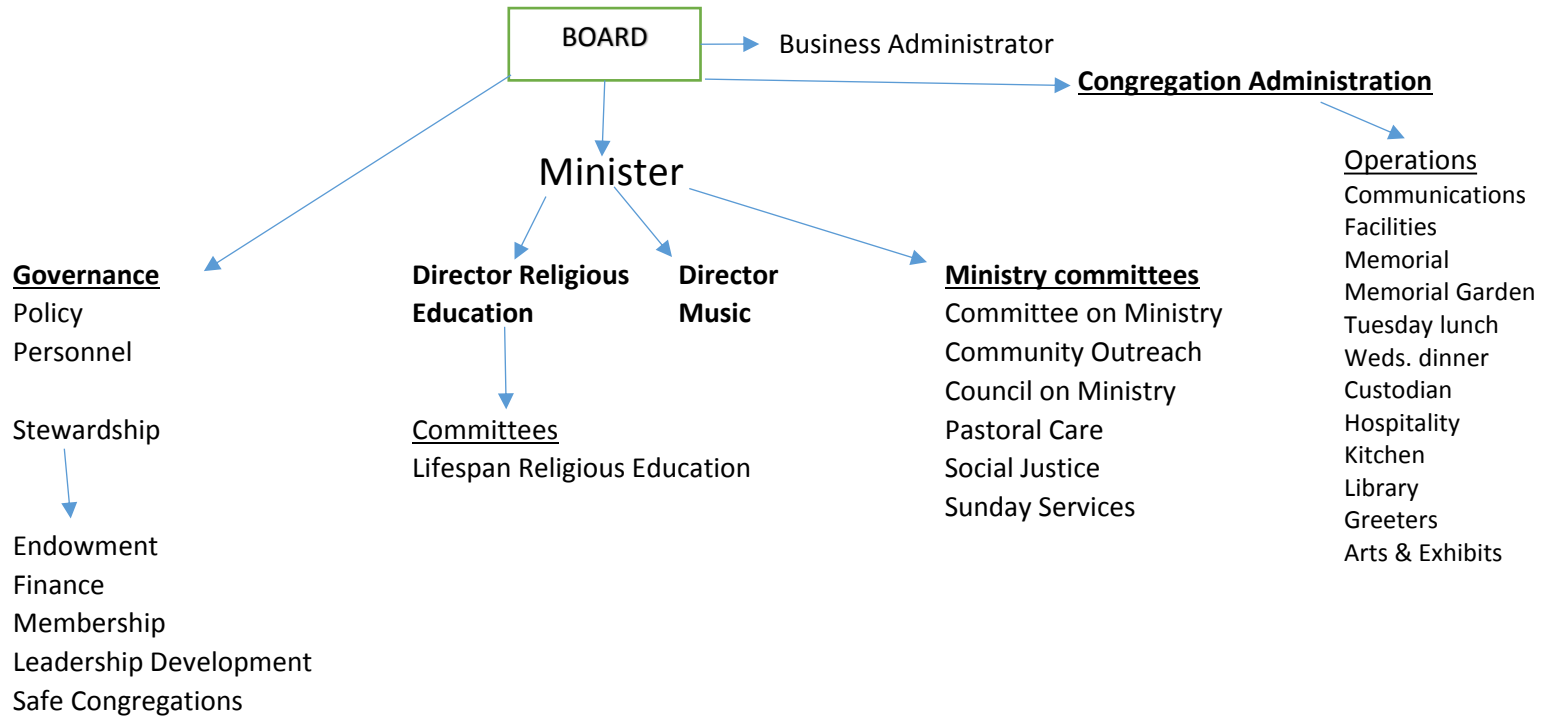 BOARD
Business Administrator
Congregation Administration
Minister
Operations
Communications
Facilities
Memorial
Memorial Garden
Tuesday lunch
Weds. dinner
Custodian
Hospitality
Kitchen
Library
Greeters
Arts & Exhibits
Governance
Policy
Personnel
Stewardship
Endowment
Finance
Membership
Leadership Development
Safe Congregations
Director Religious
Education
Committees
Lifespan Religious Education
Director
Music
Ministry committees
Committee on Ministry
Community Outreach
Council on Ministry
Pastoral Care
Social Justice
Sunday Services